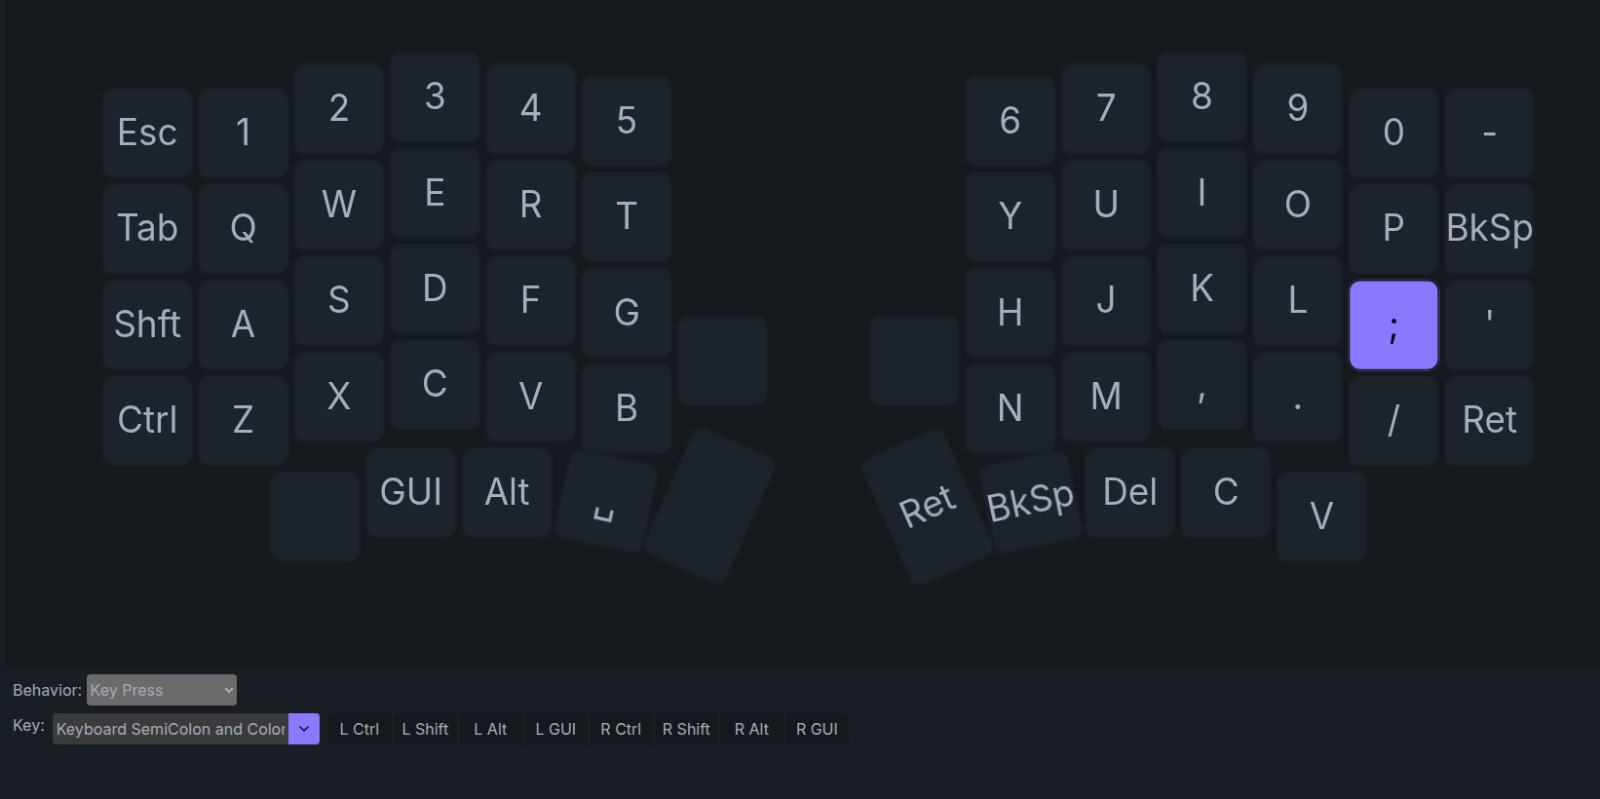 Esc 1 2 3 4 5 6 7 8 9 0 -
Tab Q W E R T Y U I O P BkSp
Shft A S D F G H J K L ; '
Ctrl Z X C V B N M , . / Ret
GUI Alt ⎵ Ret BkSp Del C V
Behavior: Key Press
Key: Keyboard SemiColon and Colon L Ctrl L Shift L Alt L GUI R Ctrl R Shift R Alt R GUI